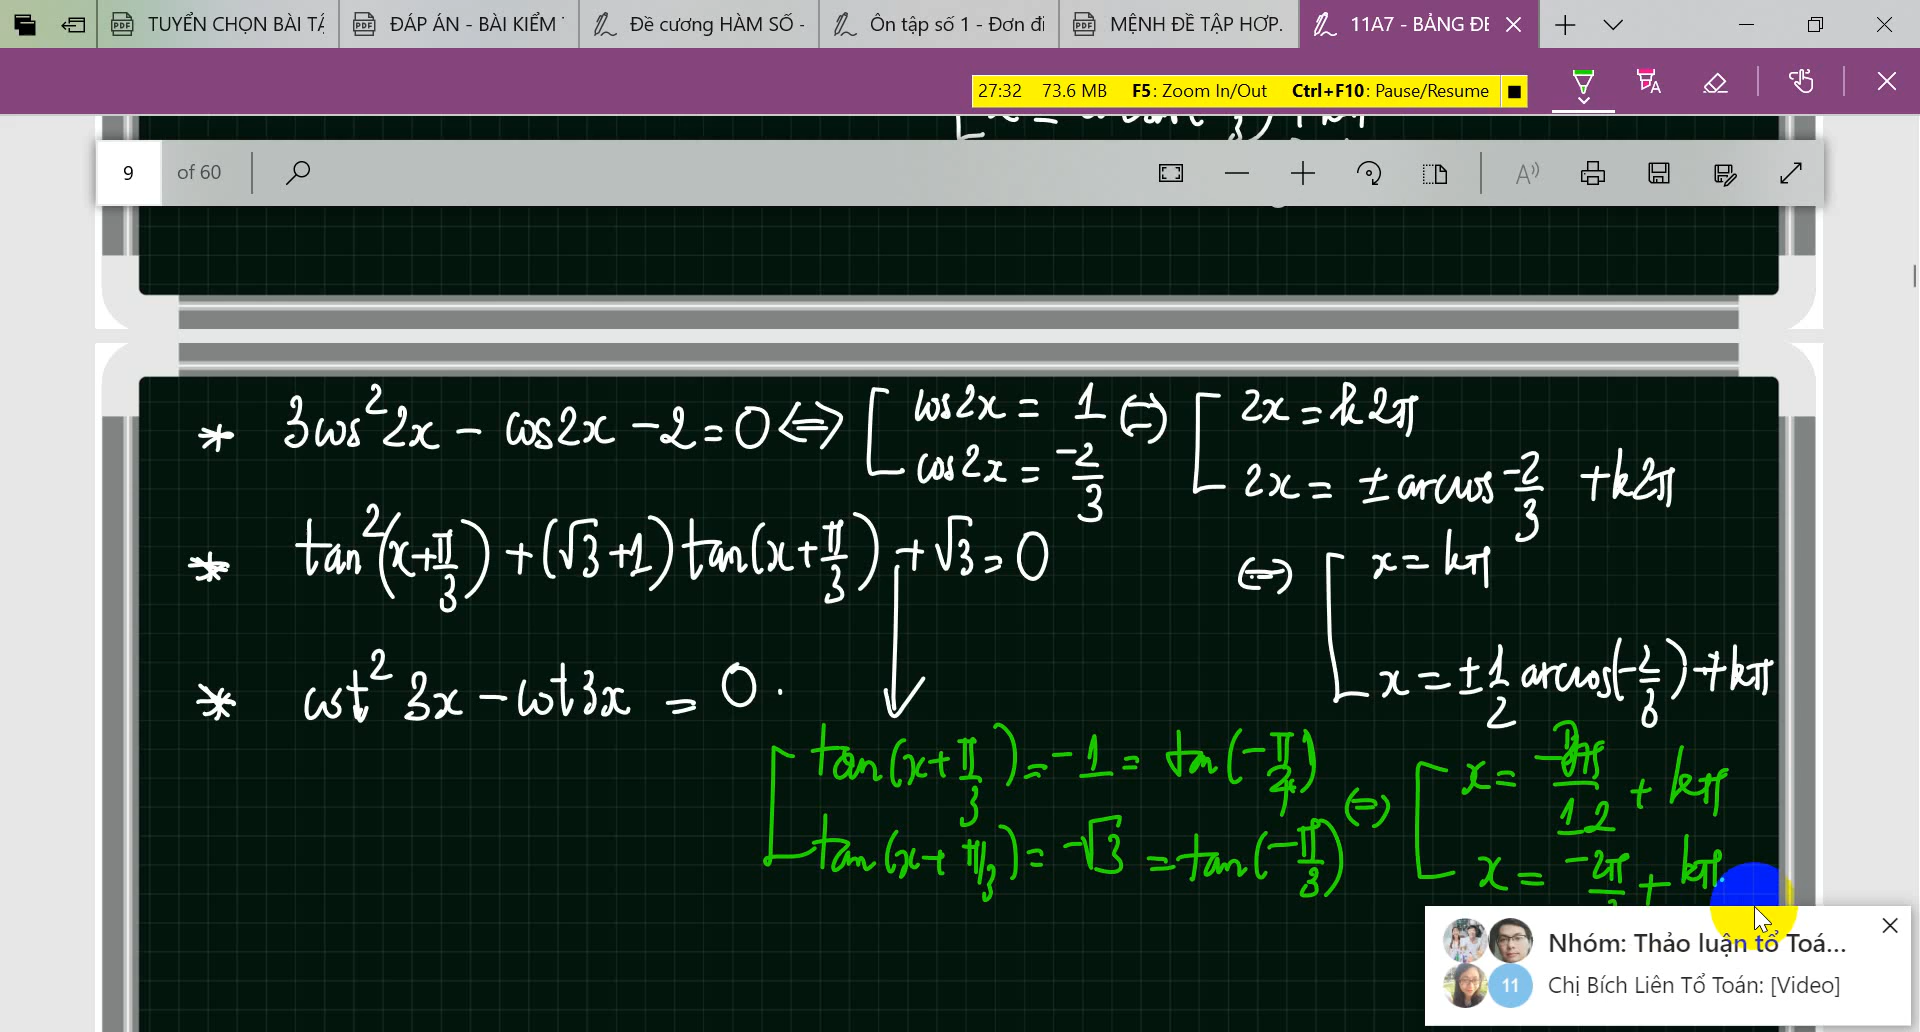 TUYỂN CHỌN BÀI TÁ
ĐÁP ÁN - BÀI KIỂM
Đề cương HÀM SỐ -
Ôn tập số 1 - Đơn đi
MỆNH ĐỀ TẬP HƠP.
11A7 - BẢNG ĐE
27:32 73.6 MB F5: Zoom In/Out Ctrl+F10: Pause/Resume
9 of 60
* 3cos²2x - cos2x - 2 = 0 ⇔ [ cos2x = 1 ⇔ [ 2x = k2π
cos2x = -2/3
2x = ± arccos -2/3 + k2π
* tan²(x+π/3) + (√3+1) tan(x+π/3) + √3 = 0
⇔ [ x = kπ
x = ± 1/2 arccos(-2/3) + kπ
* cot²3x - cot3x = 0.
[ tan(x+π/3) = -1 = tan(-π/4)
tan(x+π/3) = -√3 = tan(-π/3)
⇔ [ x = /12 + kπ
x = -2π/ + kπ.
Nhóm: Thảo luận tổ Toá...
11 Chị Bích Liên Tổ Toán: [Video]